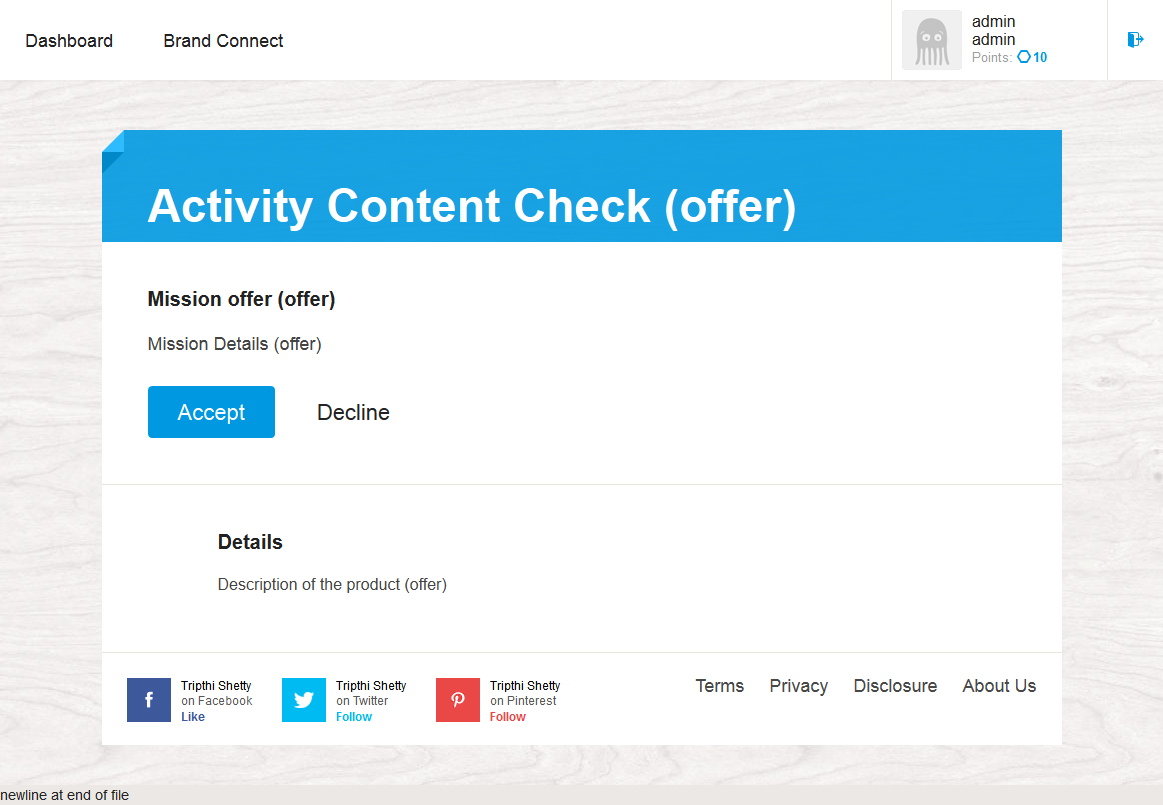 Dashboard Brand Connect
admin
admin
Points: 10
Activity Content Check (offer)
Mission offer (offer)
Mission Details (offer)
Accept Decline
Details
Description of the product (offer)
Tripthi Shetty
on Facebook
Like
Tripthi Shetty
on Twitter
Follow
Tripthi Shetty
on Pinterest
Follow
Terms Privacy Disclosure About Us
newline at end of file